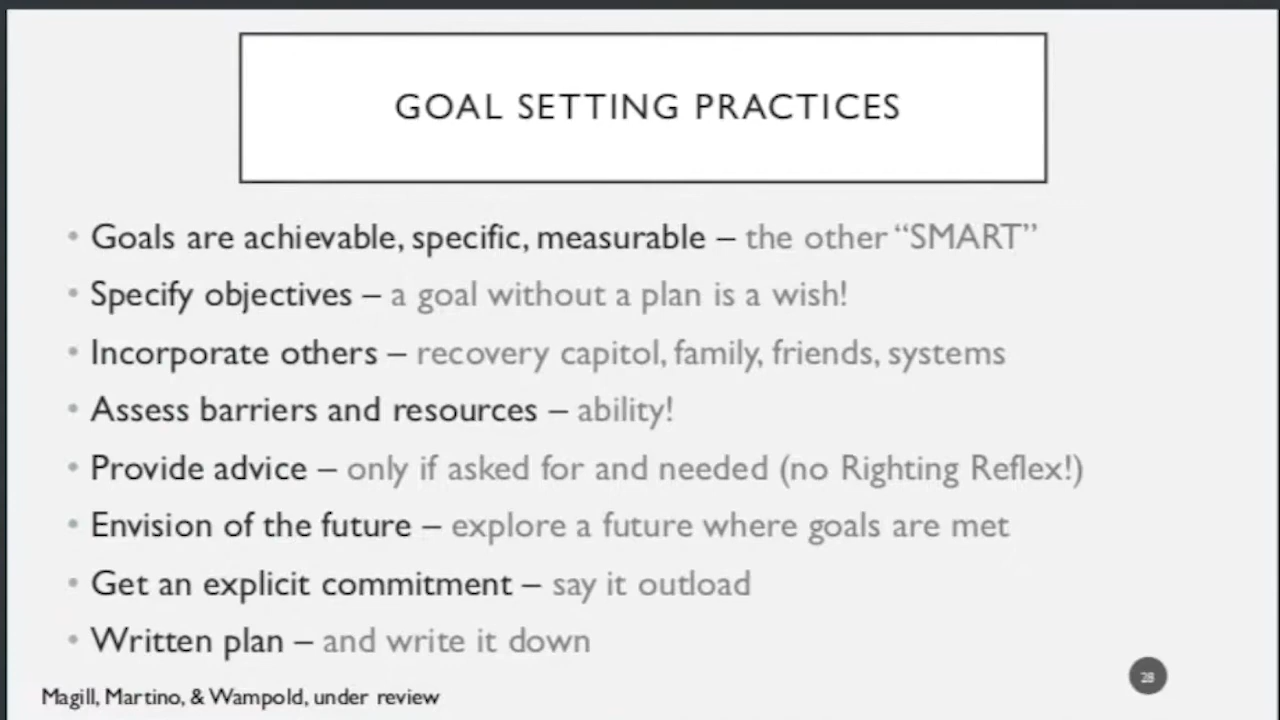 GOAL SETTING PRACTICES
• Goals are achievable, specific, measurable – the other “SMART”
• Specify objectives – a goal without a plan is a wish!
• Incorporate others – recovery capitol, family, friends, systems
• Assess barriers and resources – ability!
• Provide advice – only if asked for and needed (no Righting Reflex!)
• Envision of the future – explore a future where goals are met
• Get an explicit commitment – say it outload
• Written plan – and write it down
Magill, Martino, & Wampold, under review
28